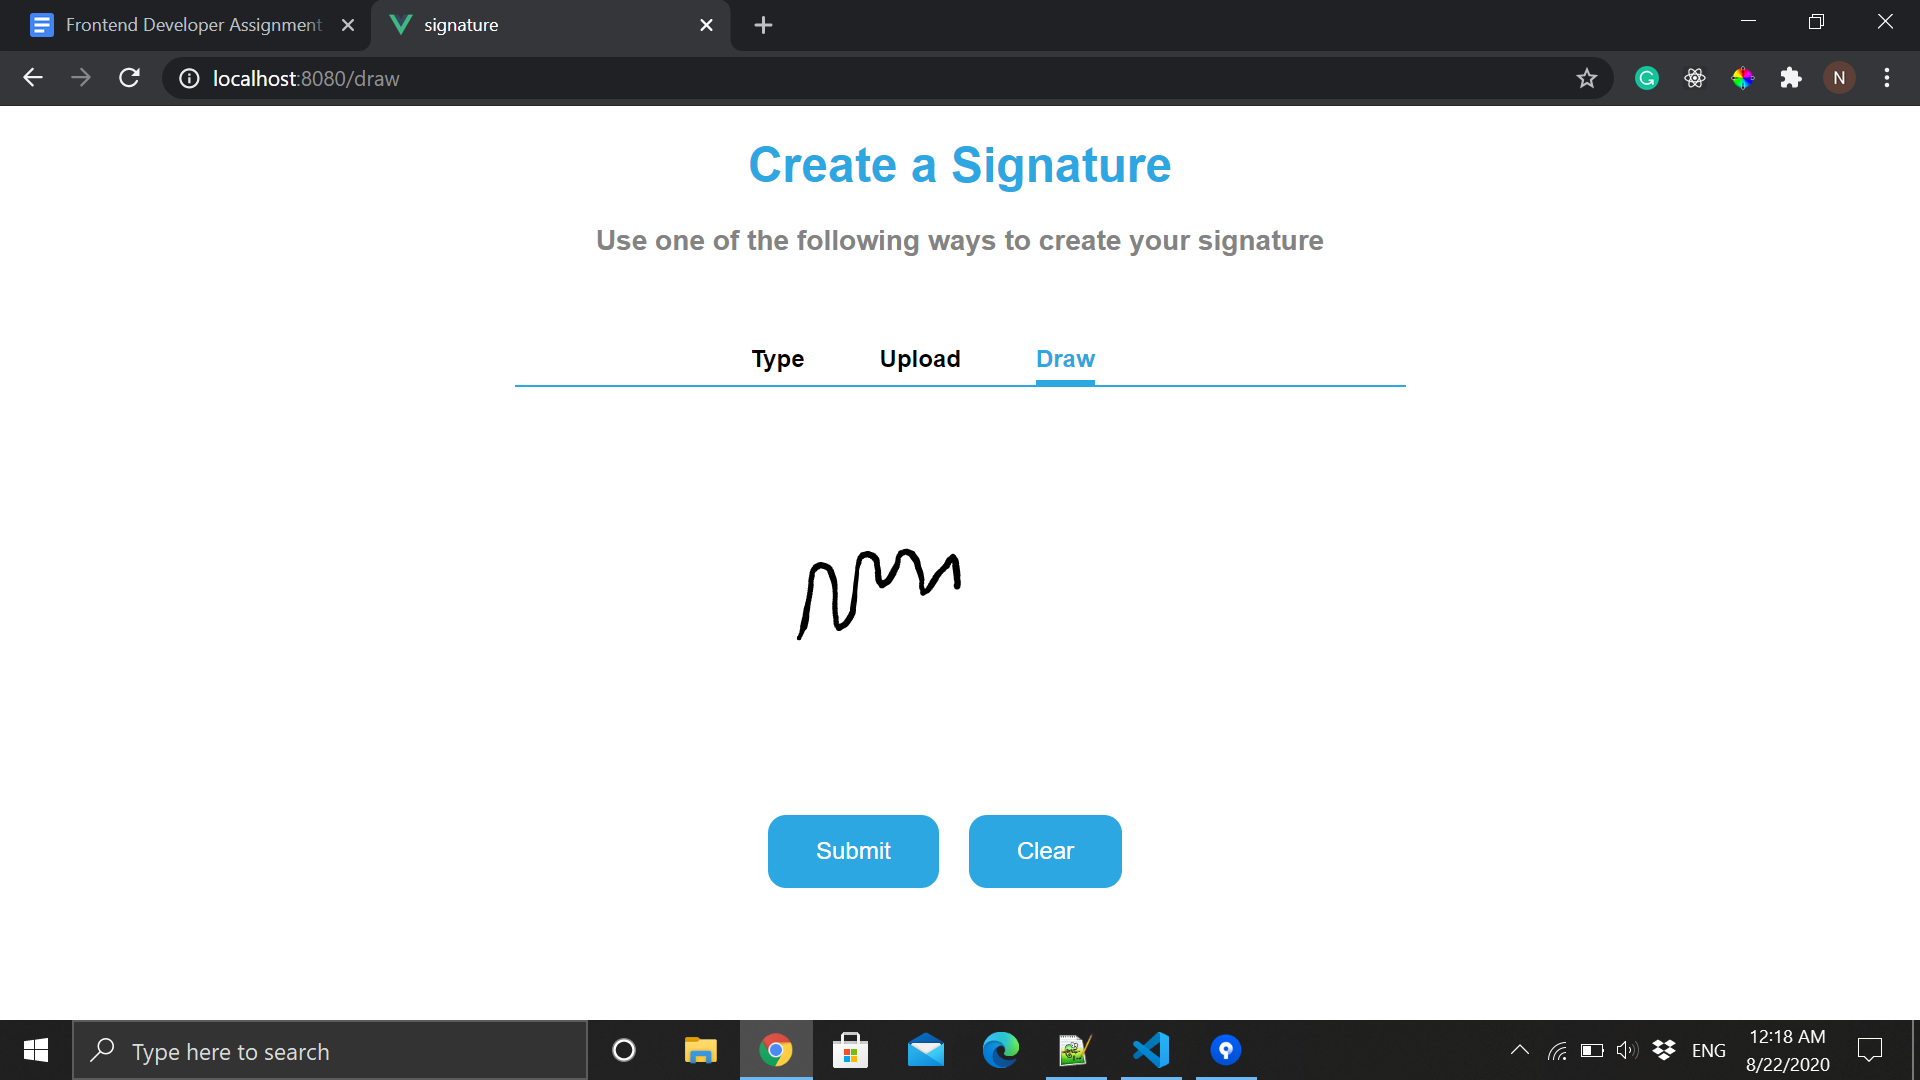 Frontend Developer Assignment
signature
localhost:8080/draw
N
Create a Signature
Use one of the following ways to create your signature
Type Upload Draw
Submit Clear
Type here to search
ENG
12:18 AM
8/22/2020